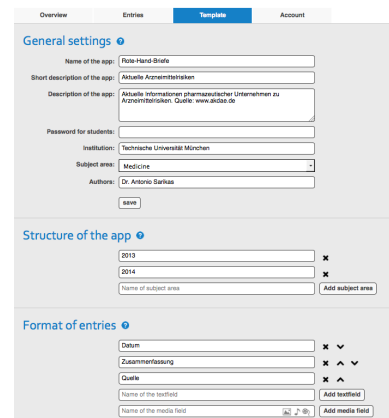 Overview Entries Template Account
General settings ?
Name of the app: Rote-Hand-Briefe
Short description of the app: Aktuelle Arzneimittelrisiken
Description of the app: Aktuelle Informationen pharmazeutischer Unternehmen zu
Arzneimittelrisiken. Quelle: www.akdae.de
Password for students:
Institution: Technische Universität München
Subject area: Medicine
Authors: Dr. Antonio Sarikas
save
Structure of the app ?
2013
2014
Name of subject area Add subject area
Format of entries ?
Datum
Zusammenfassung
Quelle
Name of the textfield Add textfield
Name of the media field Add media field